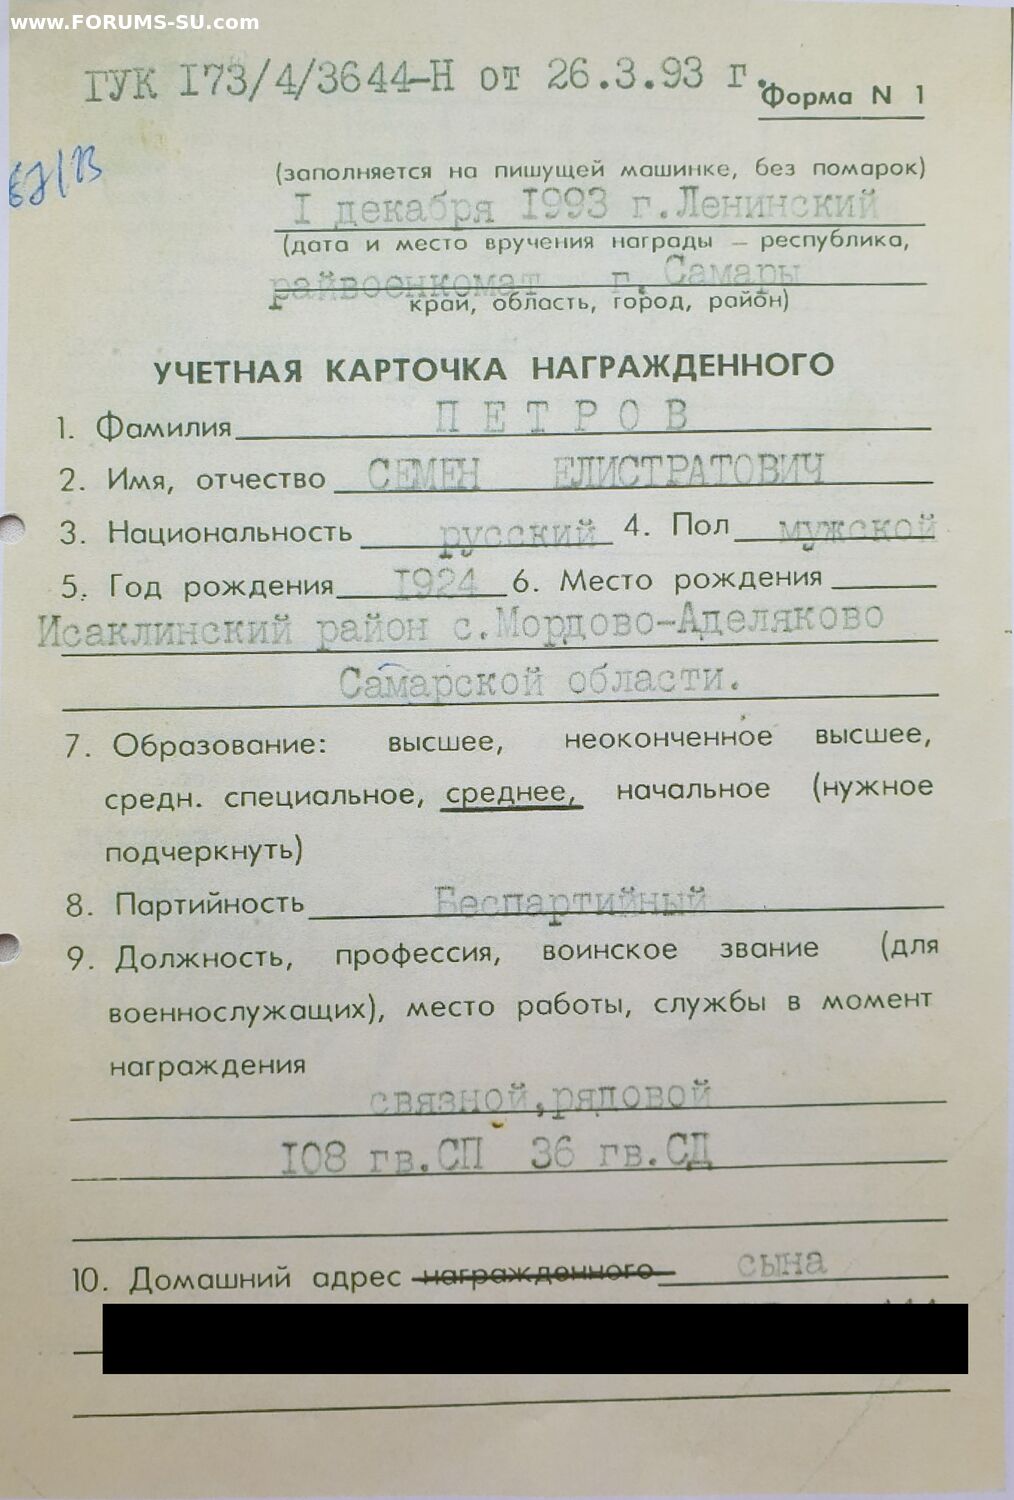 www.FORUMS-SU.com
ГУК I73/4/3644-Н от 26.3.93 г.
Форма N 1
(заполняется на пишущей машинке, без помарок)
I декабря I993 г.Ленинский
(дата и место вручения награды — республика,
райвоенкомат г. Самары
край, область, город, район)
УЧЕТНАЯ КАРТОЧКА НАГРАЖДЕННОГО
1. Фамилия П Е Т Р О В
2. Имя, отчество СЕМЕН ЕЛИСТРАТОВИЧ
3. Национальность русский 4. Пол мужской
5. Год рождения I924 6. Место рождения
Исаклинский район с.Мордово-Аделяково
Самарской области.
7. Образование: высшее, неоконченное высшее,
средн. специальное, среднее, начальное (нужное
подчеркнуть)
8. Партийность Беспартийный
9. Должность, профессия, воинское звание (для
военнослужащих), место работы, службы в момент
награждения
связной,рядовой
I08 гв.СП 36 гв.СД
10. Домашний адрес награжденного сына